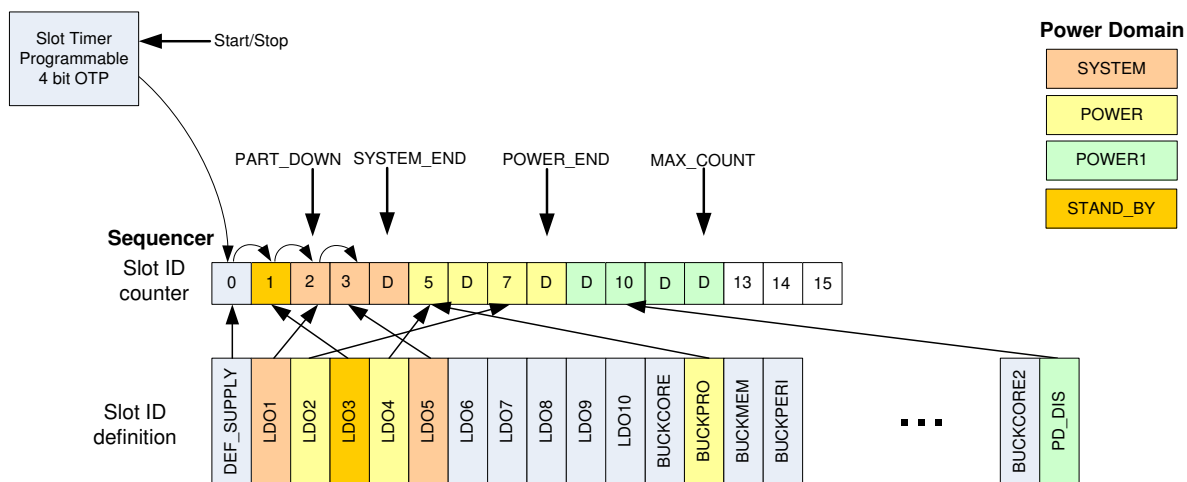 Slot Timer
Programmable
4 bit OTP
Start/Stop
Power Domain
SYSTEM
POWER
POWER1
STAND_BY
PART_DOWN
SYSTEM_END
POWER_END
MAX_COUNT
Sequencer
Slot ID
counter
0 1 2 3 D 5 D 7 D D 10 D D 13 14 15
Slot ID
definition
DEF_SUPPLY
LDO1
LDO2
LDO3
LDO4
LDO5
LDO6
LDO7
LDO8
LDO9
LDO10
BUCKCORE
BUCKPRO
BUCKMEM
BUCKPERI
...
BUCKCORE2
PD_DIS